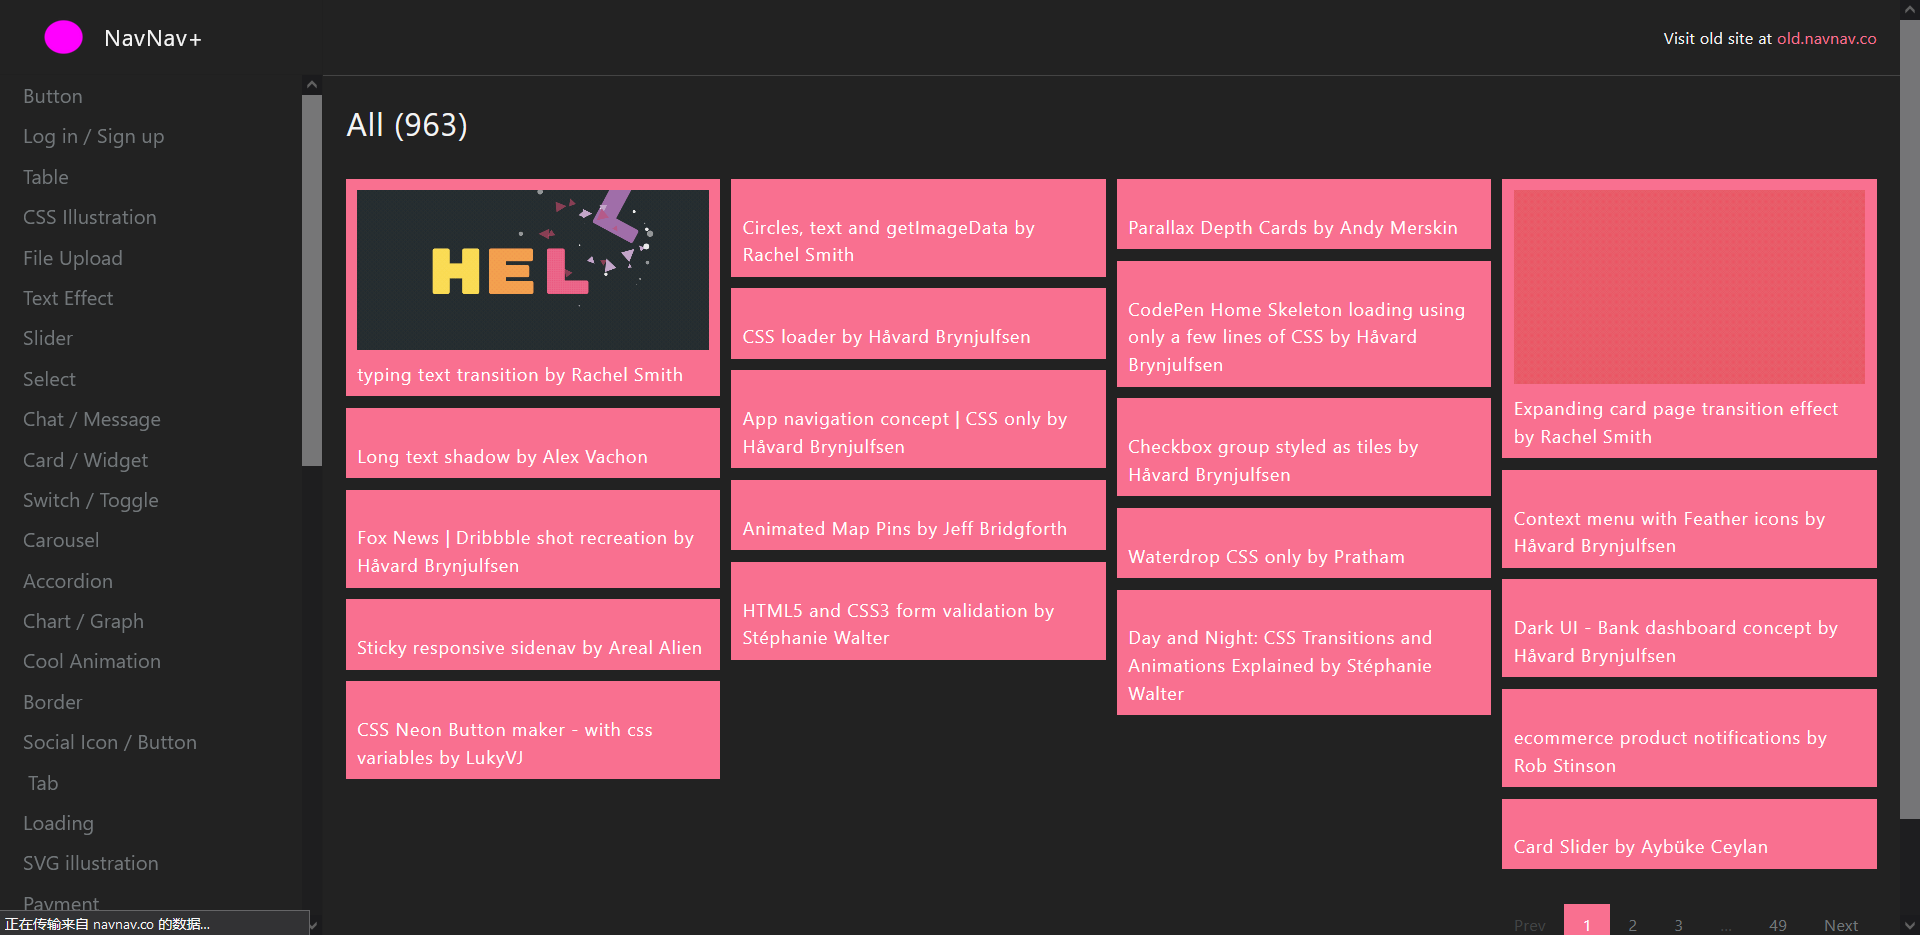 NavNav+
Visit old site at old.navnav.co
Button
Log in / Sign up
Table
CSS Illustration
File Upload
Text Effect
Slider
Select
Chat / Message
Card / Widget
Switch / Toggle
Carousel
Accordion
Chart / Graph
Cool Animation
Border
Social Icon / Button
Tab
Loading
SVG illustration
Payment
正在传输来自 navnav.co 的数据...
All (963)
HEL
typing text transition by Rachel Smith
Long text shadow by Alex Vachon
Fox News | Dribbble shot recreation by
Håvard Brynjulfsen
Sticky responsive sidenav by Areal Alien
CSS Neon Button maker - with css
variables by LukyVJ
Circles, text and getImageData by
Rachel Smith
CSS loader by Håvard Brynjulfsen
App navigation concept | CSS only by
Håvard Brynjulfsen
Animated Map Pins by Jeff Bridgforth
HTML5 and CSS3 form validation by
Stéphanie Walter
Parallax Depth Cards by Andy Merskin
CodePen Home Skeleton loading using
only a few lines of CSS by Håvard
Brynjulfsen
Checkbox group styled as tiles by
Håvard Brynjulfsen
Waterdrop CSS only by Pratham
Day and Night: CSS Transitions and
Animations Explained by Stéphanie
Walter
Expanding card page transition effect
by Rachel Smith
Context menu with Feather icons by
Håvard Brynjulfsen
Dark UI - Bank dashboard concept by
Håvard Brynjulfsen
ecommerce product notifications by
Rob Stinson
Card Slider by Aybüke Ceylan
Prev 1 2 3 ... 49 Next